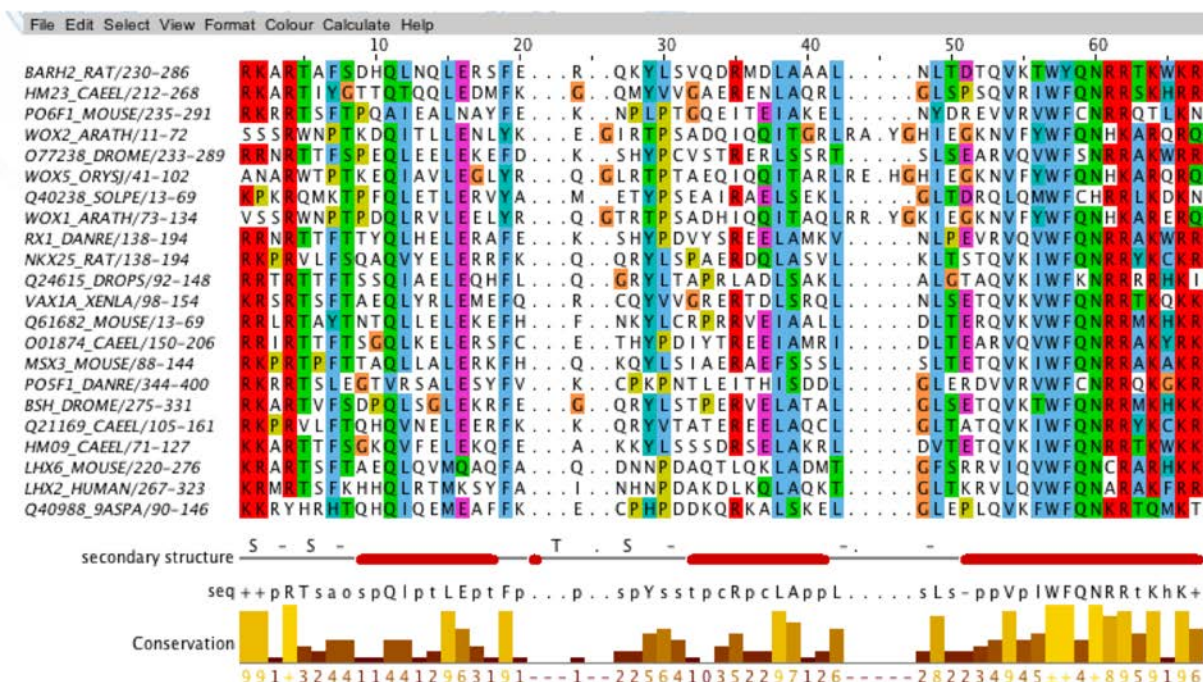 File Edit Select View Format Colour Calculate Help
10 20 30 40 50 60
BARH2_RAT/230-286 RKARTAFSDHQLNQLERSFE...R..QKYLSVQDRMDLAAAL.....NLTDTQVKTWYQNRRTKWKR
HM23_CAEEL/212-268 RKARTIYGTTQTQQLEDMFK...G..QMYVVGAERENLAQRL.....GLSPSQVKIWFQNRRSKHRR
PO6F1_MOUSE/235-291 RKRRTSFTPQAIEALNAYFE...K..NPLPTGQEITEIAKEL.....NYDREVVRVWFCNRRQTLKN
WOX2_ARATH/11-72 SSSRWNPTKDQITLLENLYK...E.GIRTPSADQIQQITGRLRA.YGHIEGKNVFYWFQNHKARQRQ
O77238_DROME/233-289 RRNRTTFSPEQLEELEKEFD...K..SHYPCVSTRERLSSRT.....SLSEARVQVWFSNRRAKWRR
WOX5_ORYSJ/41-102 ANARWTPTKEQIAVLEGLYR...Q.GLRTPTAEQIQQITARLRE.HGHIEGKNVFYWFQNHKARQRQ
Q40238_SOLPE/13-69 KPKRQMKTPFQLETLERVYA...M..ETYPSEAIRAELSEKL.....GLTDRQLQMWFCHRRLKDKN
WOX1_ARATH/73-134 VSSRWNPTPDQLRVLEELYR...Q.GTRTPSADHIQQITAQLRR.YGKIEGKNVFYWFQNHKARERQ
RX1_DANRE/138-194 RRNRTTFTTYQLHELERAFE...K..SHYPDVYSREELAMKV.....NLPEVRVQVWFQNRRAKWRR
NKX25_RAT/138-194 RKPRVLFSQAQVYELERRFK...Q..QRYLSPAERDQLASVL.....KLTSTQVKIWFQNRRYKCKR
Q24615_DROPS/92-148 RRTRTTFTSSQIAELEQHFL...Q..GRYLTAPRLADLSAKL.....ALGTAQVKIWFKNRRRRHKI
VAX1A_XENLA/98-154 KRSRTSFTAEQLYRLEMEFQ...R..CQYVVGRERTDLSRQL.....NLSETQVKVWFQNRRTKQKK
Q61682_MOUSE/13-69 RRLRTAYTNTQLLELEKEFH...F..NKYLCRPRRVEIAALL.....DLTERQVKVWFQNRRMKHKR
O01874_CAEEL/150-206 RRIRTTFTSGQLKELERSFC...E..THYPDIYTREEIAMRI.....DLTEARVQVWFQNRRAKYRK
MSX3_MOUSE/88-144 RKPRTPFTTAQLLALERKFH...Q..KQYLSIAERAEFSSSL.....SLTETQVKIWFQNRRAKAKR
PO5F1_DANRE/344-400 RKRRTSLEGTVRSALESYFV...K..CPKPNTLEITHISDDL.....GLERDVVRVWFCNRRQKGKR
BSH_DROME/275-331 RKARTVFSDPQLSGLEKRFE...G..QRYLSTPERVELATAL.....GLSETQVKTWFQNRRMKHKK
Q21169_CAEEL/105-161 RKPRVLFTQHQVNELEERFK...K..QRYVTATEREELAQCL.....GLTATQVKIWFQNRRYKCKR
HM09_CAEEL/71-127 RKARTTFSGKQVFELEKQFE...A..KKYLSSSDRSELAKRL.....DVTETQVKIWFQNRRTKWKK
LHX6_MOUSE/220-276 KRARTSFTAEQLQVMQAQFA...Q..DNNPDAQTLQKLADMT.....GFSRRVIQVWFQNCRARHKK
LHX2_HUMAN/267-323 KRMRTSFKHHQLRTMKSYFA...I..NHNPDAKDLKQLAQKT.....GLTKRVLQVWFQNARAKFRR
Q40988_9ASPA/90-146 KKRYHRHTQHQIQEMEAFFK...E..CPHPDDKQRKALSKEL.....GLEPLQVKFWFQNKRTQMKT
secondary structure S - S - T . S - - . -
seq ++pRTsaospQIptLEptFp...p..spYsstpcRpcLAppL.....sLs-ppVpIWFQNRRtKhK+
Conservation
991+3244114412963191---1--2256410352297126-----282234945++4+8959196